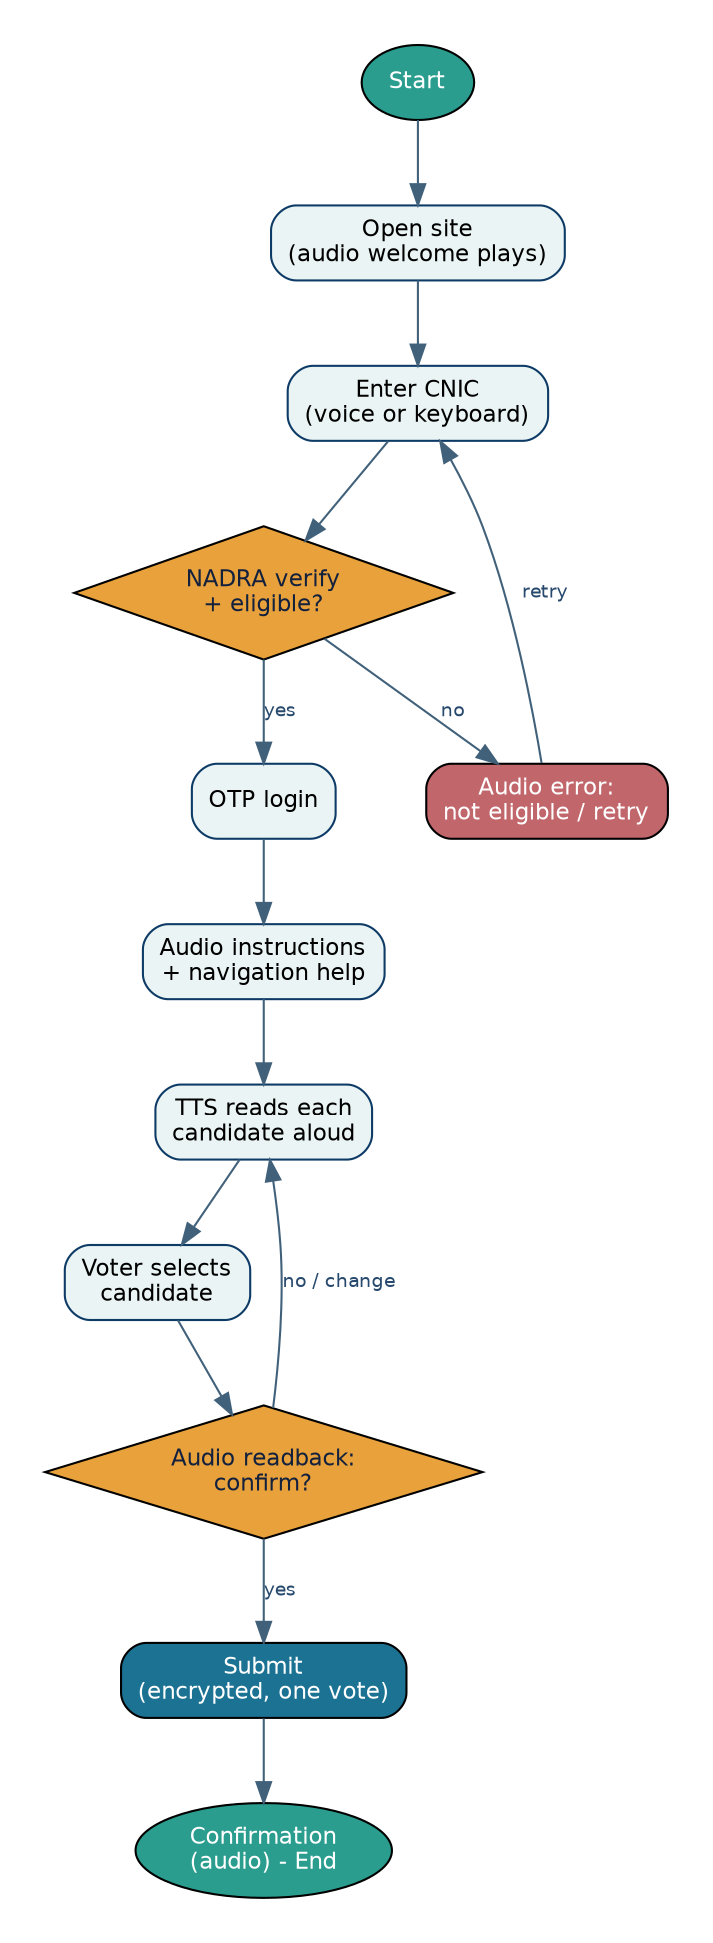 Start
Open site
(audio welcome plays)
Enter CNIC
(voice or keyboard)
NADRA verify
+ eligible?
retry
yes
no
OTP login
Audio error:
not eligible / retry
Audio instructions
+ navigation help
TTS reads each
candidate aloud
Voter selects
candidate
no / change
Audio readback:
confirm?
yes
Submit
(encrypted, one vote)
Confirmation
(audio) - End